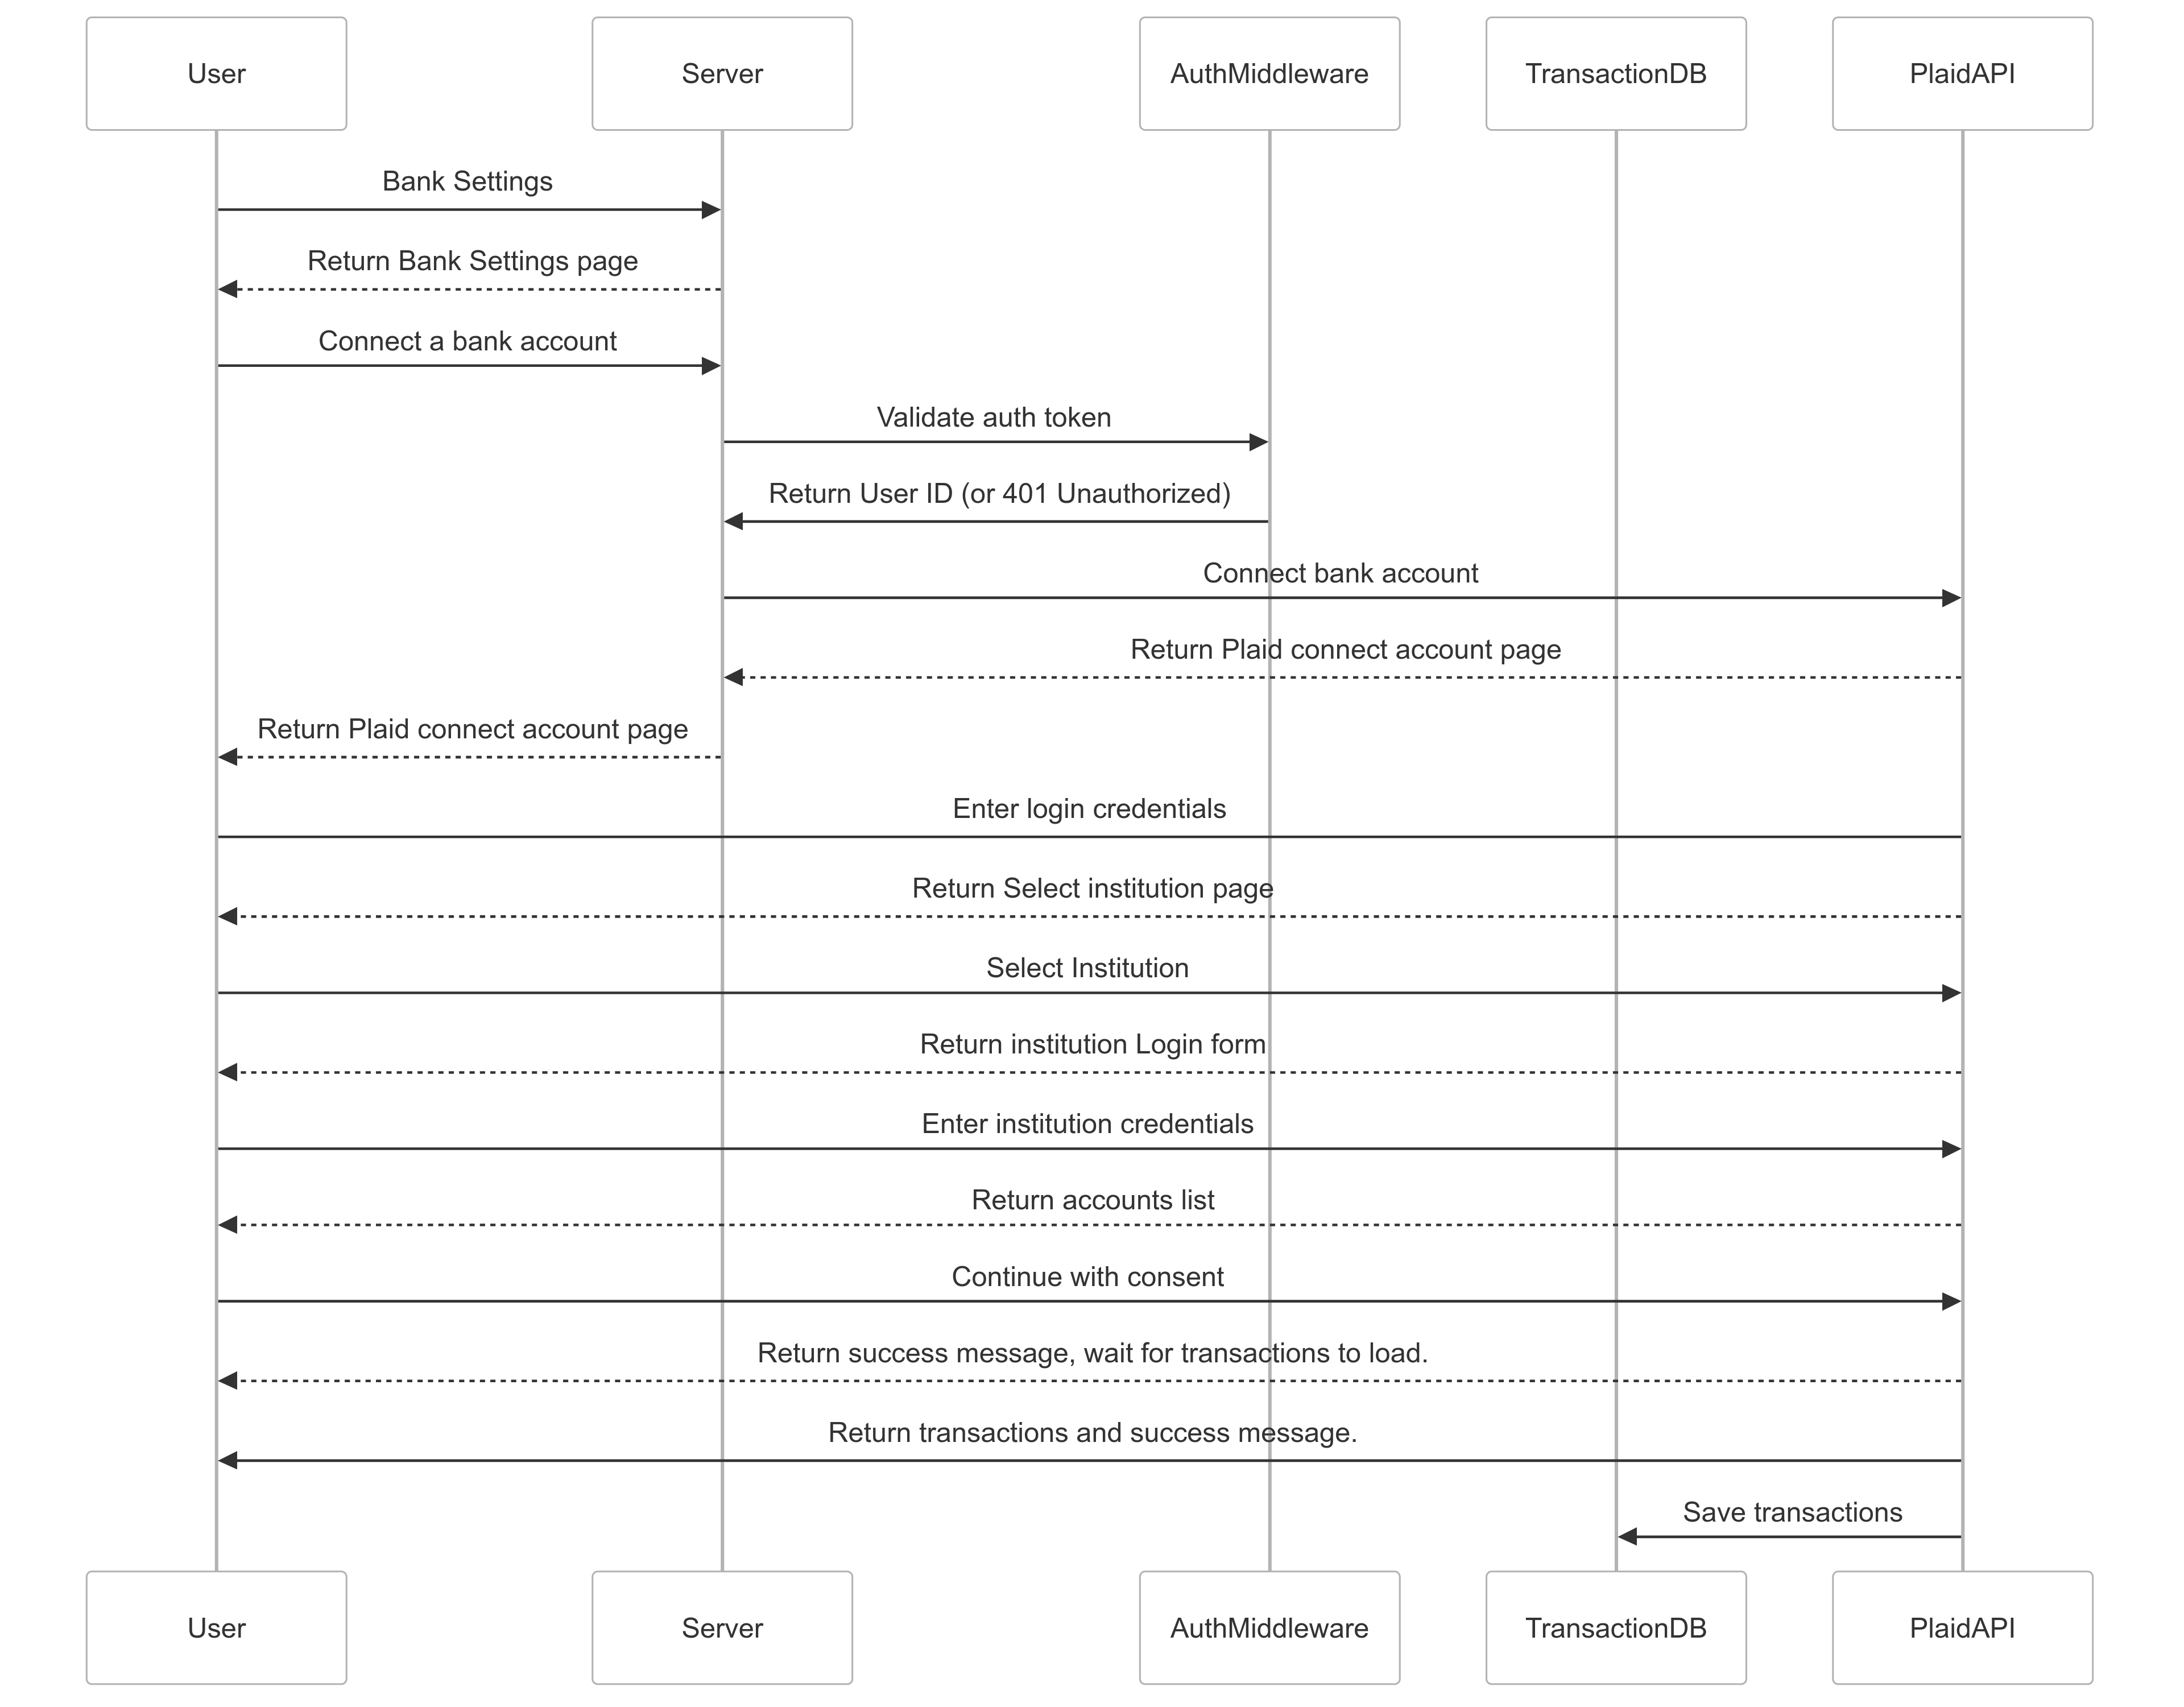 User
Server
AuthMiddleware
TransactionDB
PlaidAPI
Bank Settings
Return Bank Settings page
Connect a bank account
Validate auth token
Return User ID (or 401 Unauthorized)
Connect bank account
Return Plaid connect account page
Return Plaid connect account page
Enter login credentials
Return Select institution page
Select Institution
Return institution Login form
Enter institution credentials
Return accounts list
Continue with consent
Return success message, wait for transactions to load.
Return transactions and success message.
Save transactions
User
Server
AuthMiddleware
TransactionDB
PlaidAPI